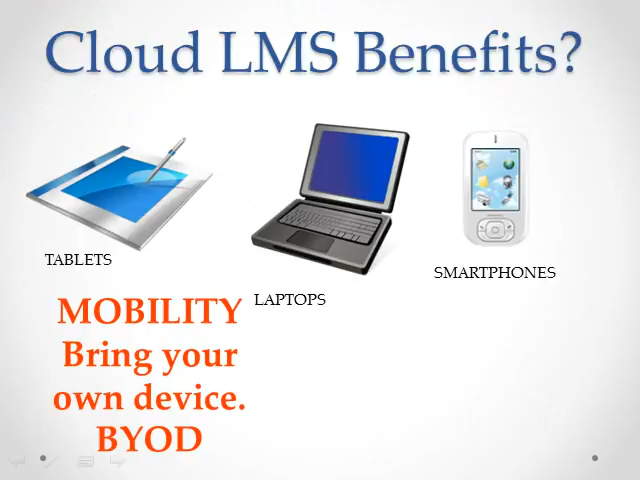 Cloud LMS Benefits?
TABLETS
LAPTOPS
SMARTPHONES
MOBILITY
Bring your
own device.
BYOD